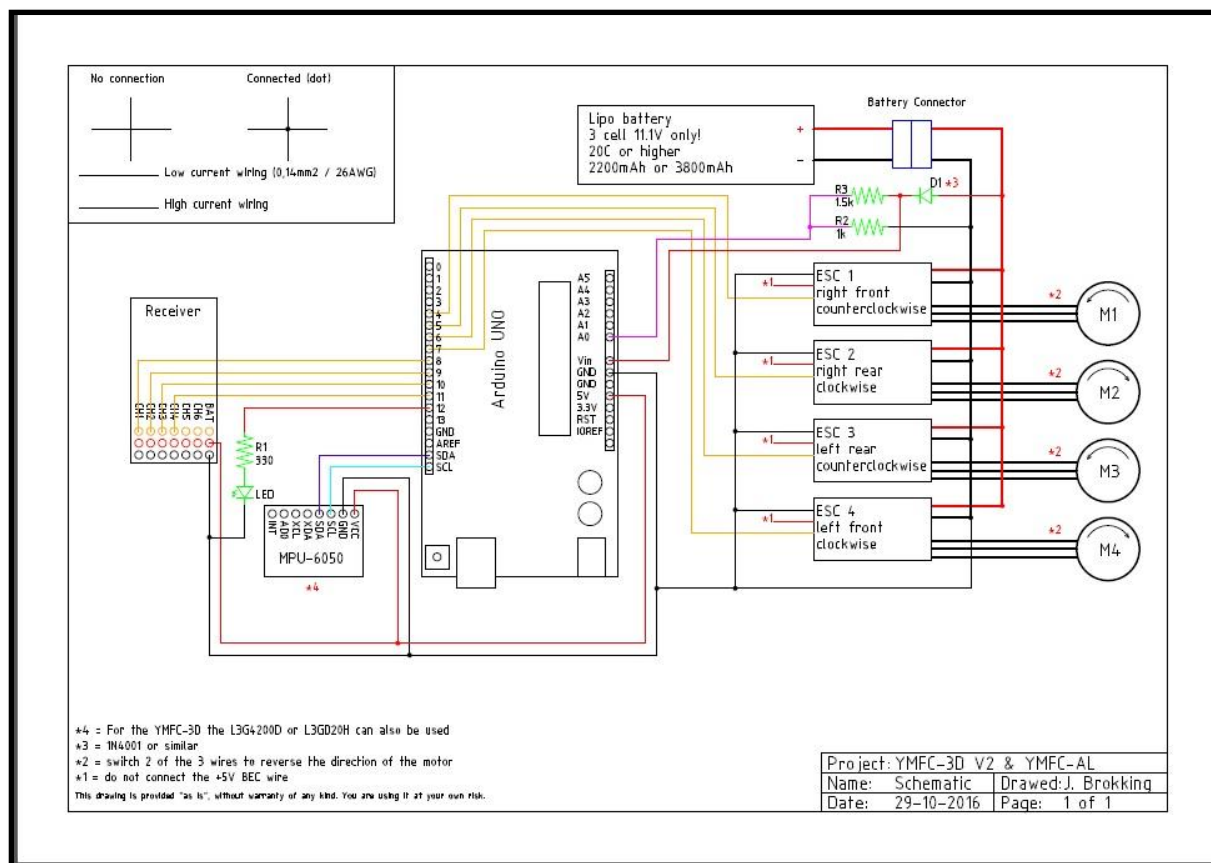 No connection
Connected (dot)
Low current wiring (0,14mm2 / 26AWG)
High current wiring
Battery Connector
Lipo battery
3 cell 11.1V only!
20C or higher
2200mAh or 3800mAh
+
-
R3
1.5k
D1 *3
R2
1k
Receiver
CH1
CH2
CH3
CH4
CH5
CH6
BAT
R1
330
LED
INT
AD0
XCL
XDA
SDA
SCL
GND
VCC
MPU-6050
*4
Arduino UNO
0
1
2
3
4
5
6
7
8
9
10
11
12
13
GND
AREF
SDA
SCL
A5
A4
A3
A2
A1
A0
Vin
GND
GND
5V
3.3V
RST
IOREF
*1
ESC 1
right front
counterclockwise
*2
M1
*1
ESC 2
right rear
clockwise
*2
M2
*1
ESC 3
left rear
counterclockwise
*2
M3
*1
ESC 4
left front
clockwise
*2
M4
*4 = For the YMFC-3D the L3G4200D or L3GD20H can also be used
*3 = 1N4001 or similar
*2 = switch 2 of the 3 wires to reverse the direction of the motor
*1 = do not connect the +5V BEC wire
This drawing is provided "as is", without warranty of any kind. You are using it at your own risk.
Project: YMFC-3D V2 & YMFC-AL
Name: Schematic Drawed: J. Brokking
Date: 29-10-2016 Page: 1 of 1